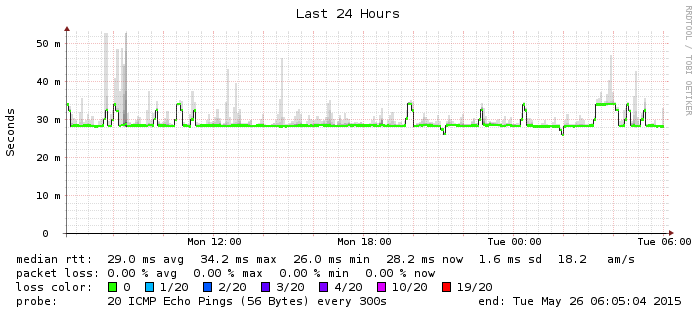 Last 24 Hours
RRDTOOL / TOBI OETIKER
Seconds
50 m
40 m
30 m
20 m
10 m
0
Mon 12:00 Mon 18:00 Tue 00:00 Tue 06:00
median rtt: 29.0 ms avg 34.2 ms max 26.0 ms min 28.2 ms now 1.6 ms sd 18.2 am/s
packet loss: 0.00 % avg 0.00 % max 0.00 % min 0.00 % now
loss color: 0 1/20 2/20 3/20 4/20 10/20 19/20
probe: 20 ICMP Echo Pings (56 Bytes) every 300s end: Tue May 26 06:05:04 2015